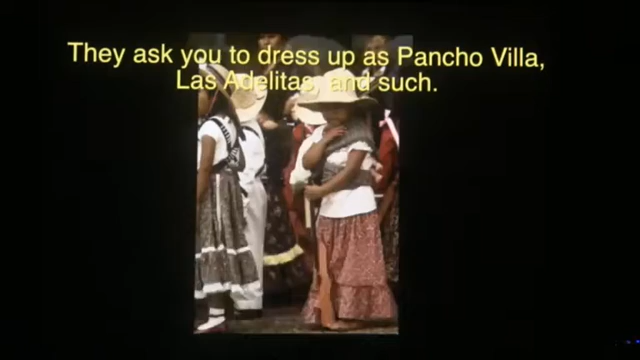 They ask you to dress up as Pancho Villa,
Las Adelitas, and such.